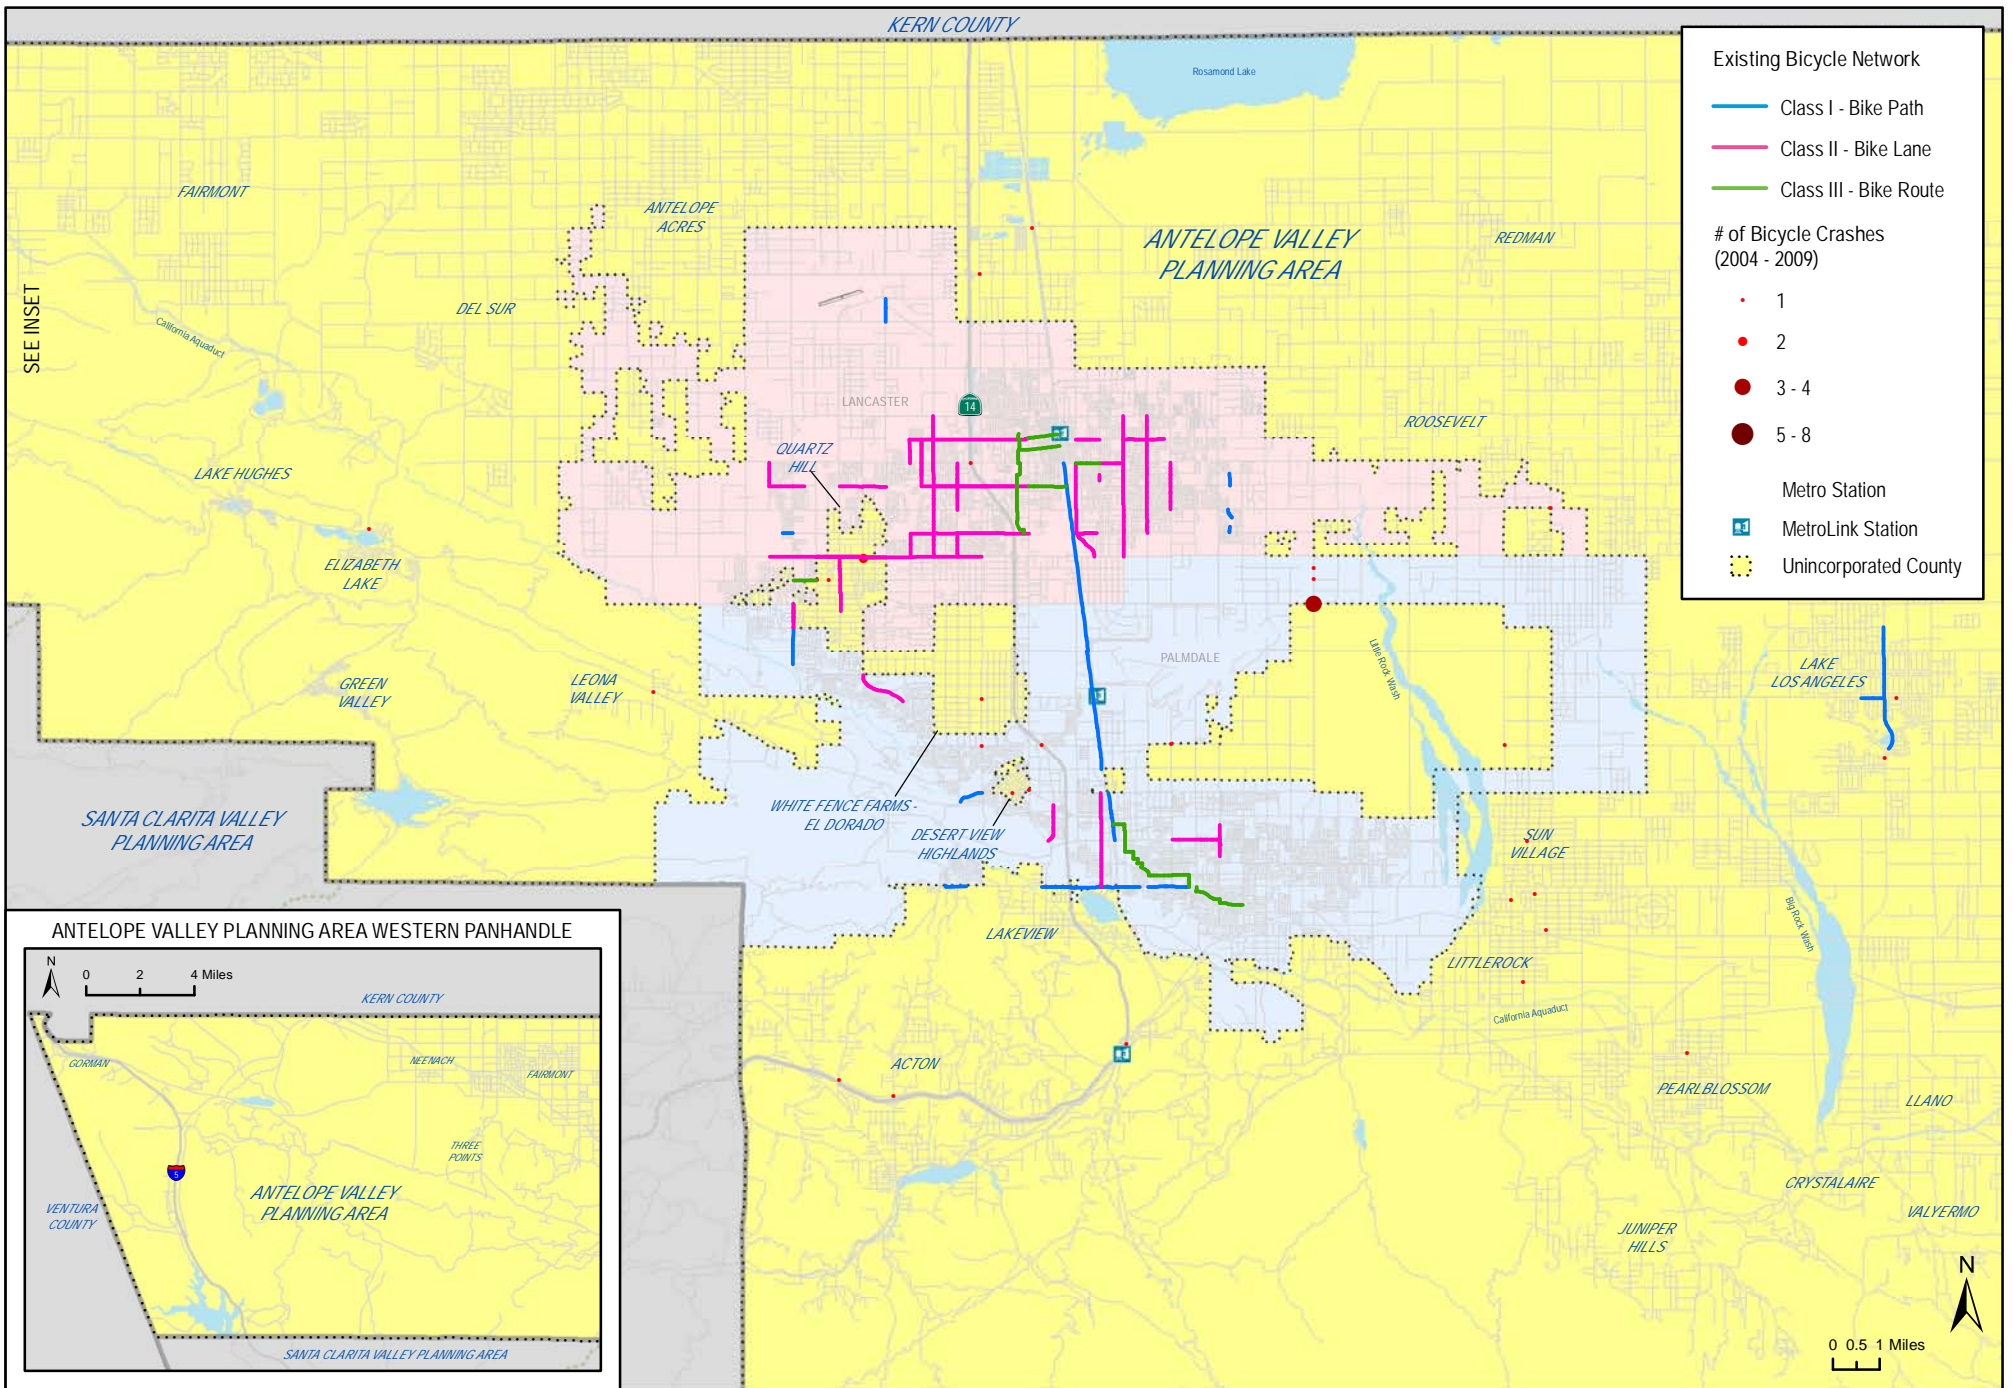 KERN COUNTY
Rosamond Lake
Existing Bicycle Network
Class I - Bike Path
Class II - Bike Lane
Class III - Bike Route
# of Bicycle Crashes
(2004 - 2009)
1
2
3 - 4
5 - 8
Metro Station
MetroLink Station
Unincorporated County
FAIRMONT
ANTELOPE
ACRES
ANTELOPE VALLEY
PLANNING AREA
REDMAN
SEE INSET
DEL SUR
California Aquaduct
LANCASTER
14
ROOSEVELT
QUARTZ
HILL
LAKE HUGHES
ELIZABETH
LAKE
Little Rock Wash
PALMDALE
LAKE
LOS ANGELES
GREEN
VALLEY
LEONA
VALLEY
SANTA CLARITA VALLEY
PLANNING AREA
WHITE FENCE FARMS -
EL DORADO
DESERT VIEW
HIGHLANDS
SUN
VILLAGE
Big Rock Wash
LAKEVIEW
LITTLEROCK
California Aquaduct
ACTON
PEARLBLOSSOM
LLANO
CRYSTALAIRE
VALYERMO
JUNIPER
HILLS
N
0 0.5 1 Miles
ANTELOPE VALLEY PLANNING AREA WESTERN PANHANDLE
N
0 2 4 Miles
KERN COUNTY
GORMAN
NEENACH
FAIRMONT
THREE
POINTS
5
ANTELOPE VALLEY
PLANNING AREA
VENTURA
COUNTY
SANTA CLARITA VALLEY PLANNING AREA